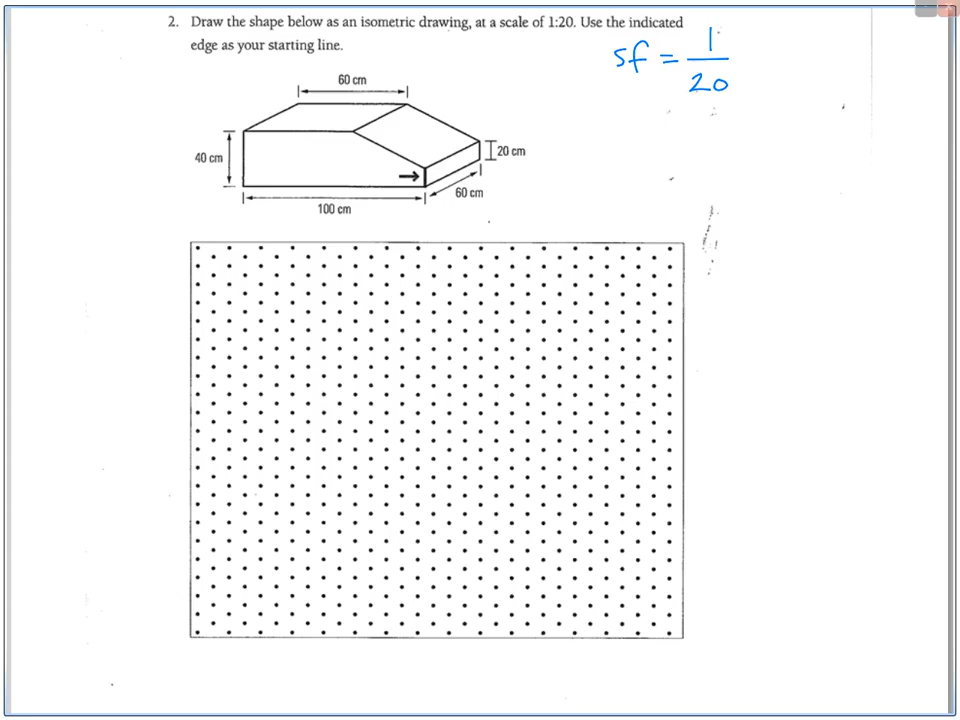 2. Draw the shape below as an isometric drawing, at a scale of 1:20. Use the indicated
edge as your starting line.
sf = 1/20
60 cm
40 cm
20 cm
60 cm
100 cm